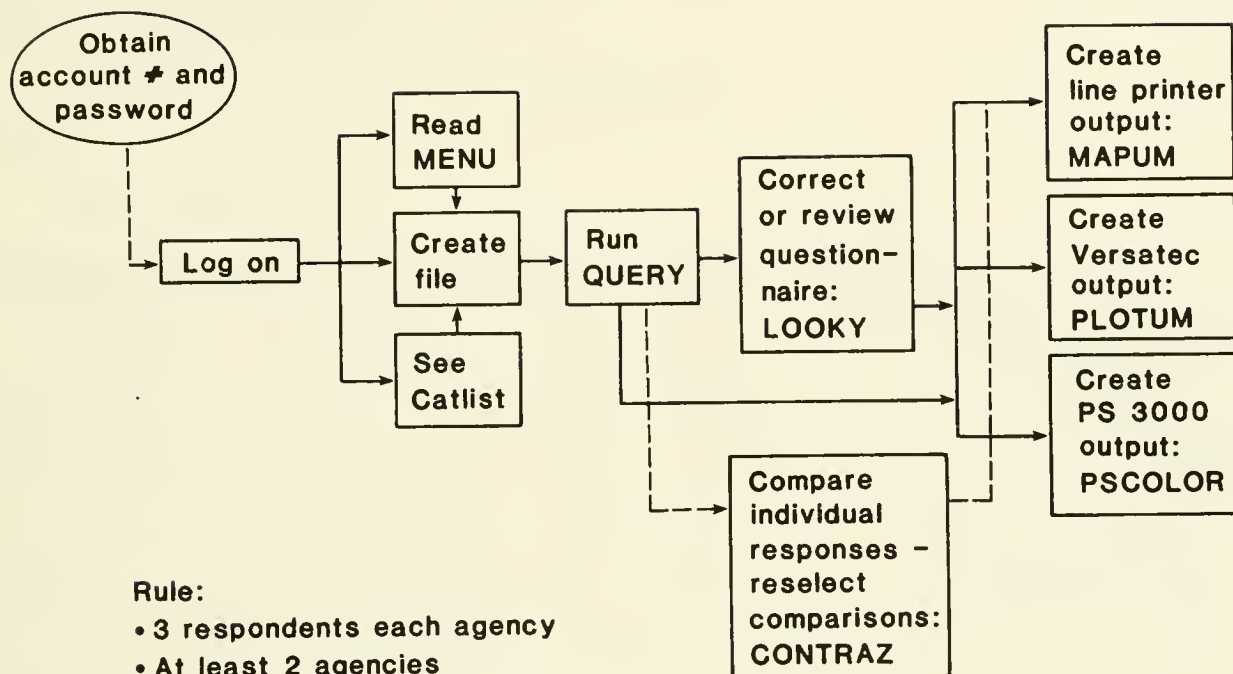 Obtain
account # and
password
Log on
Read
MENU
Create
file
See
Catlist
Run
QUERY
Correct
or review
question-
naire:
LOOKY
Compare
individual
responses -
reselect
comparisons:
CONTRAZ
Create
line printer
output:
MAPUM
Create
Versatec
output:
PLOTUM
Create
PS 3000
output:
PSCOLOR
Rule:
• 3 respondents each agency
• At least 2 agencies